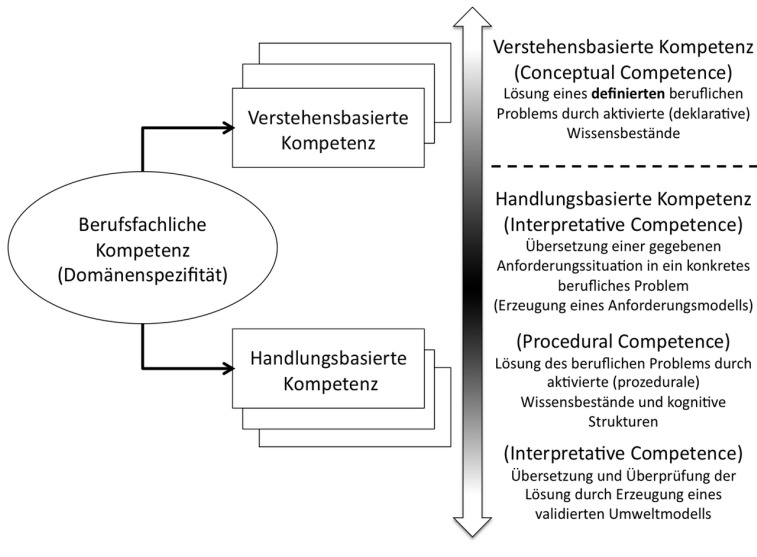 Verstehensbasierte
Kompetenz
Berufsfachliche
Kompetenz
(Domänenspezifität)
Handlungsbasierte
Kompetenz
Verstehensbasierte Kompetenz
(Conceptual Competence)
Lösung eines definierten beruflichen
Problems durch aktivierte (deklarative)
Wissensbestände
Handlungsbasierte Kompetenz
(Interpretative Competence)
Übersetzung einer gegebenen
Anforderungssituation in ein konkretes
berufliches Problem
(Erzeugung eines Anforderungsmodells)
(Procedural Competence)
Lösung des beruflichen Problems durch
aktivierte (prozedurale)
Wissensbestände und kognitive
Strukturen
(Interpretative Competence)
Übersetzung und Überprüfung der
Lösung durch Erzeugung eines
validierten Umweltmodells